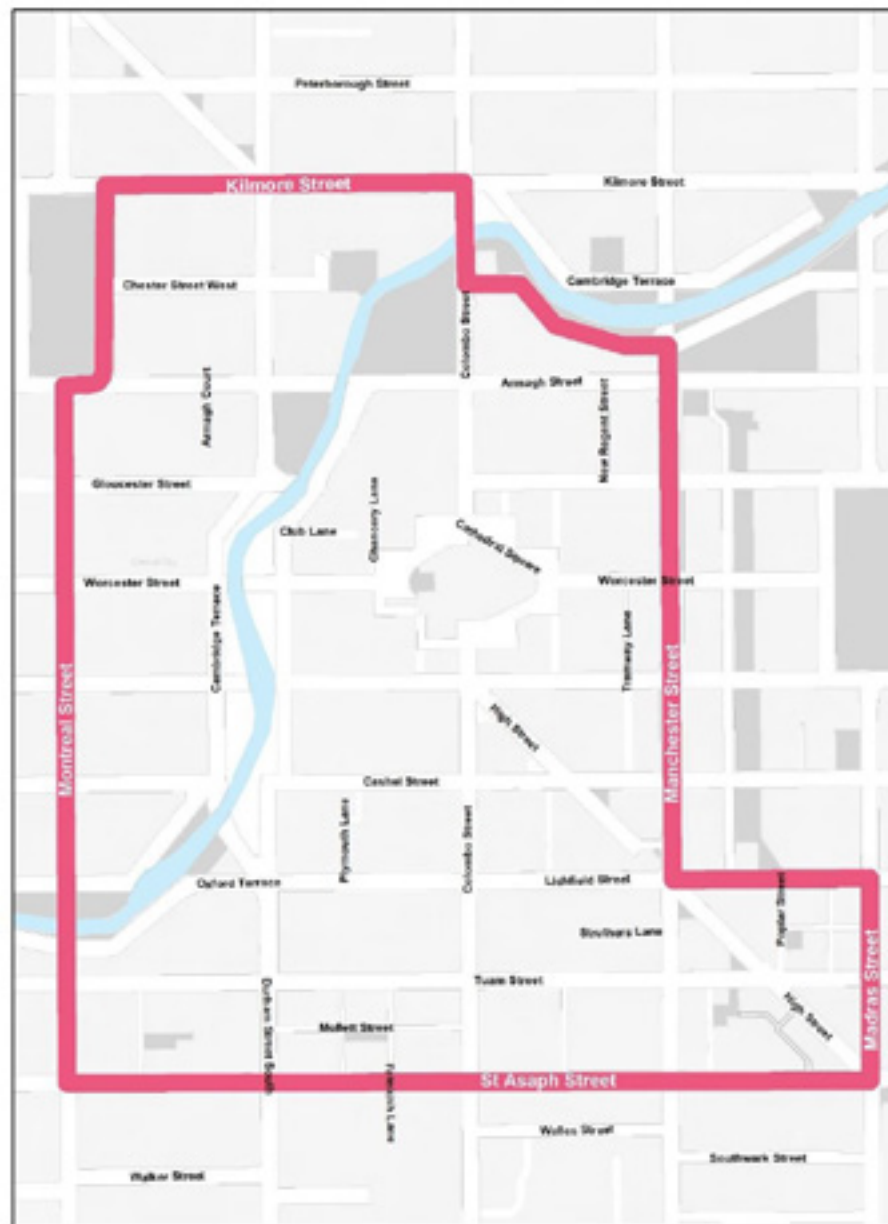 Peterborough Street
Kilmore Street
Kilmore Street
Chester Street West
Cambridge Terrace
Colombo Street
Armagh Street
Armagh Court
New Regent Street
Gloucester Street
Chancery Lane
Club Lane
Cathedral Square
Worcester Street
Worcester Street
Cambridge Terrace
Tramway Lane
Montreal Street
Manchester Street
High Street
Cashel Street
Plymouth Lane
Colombo Street
Oxford Terrace
Lichfield Street
Poplar Street
Struthers Lane
Madras Street
Tuam Street
Durham Street South
High Street
Mollett Street
St Asaph Street
Walker Street
Southwark Street